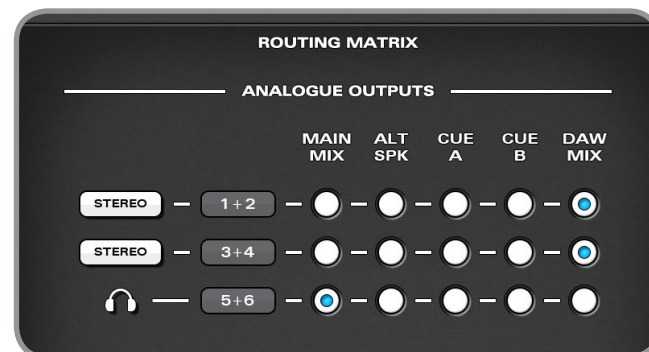 ROUTING MATRIX
ANALOGUE OUTPUTS
MAIN MIX ALT SPK CUE A CUE B DAW MIX
STEREO 1+2
STEREO 3+4
5+6